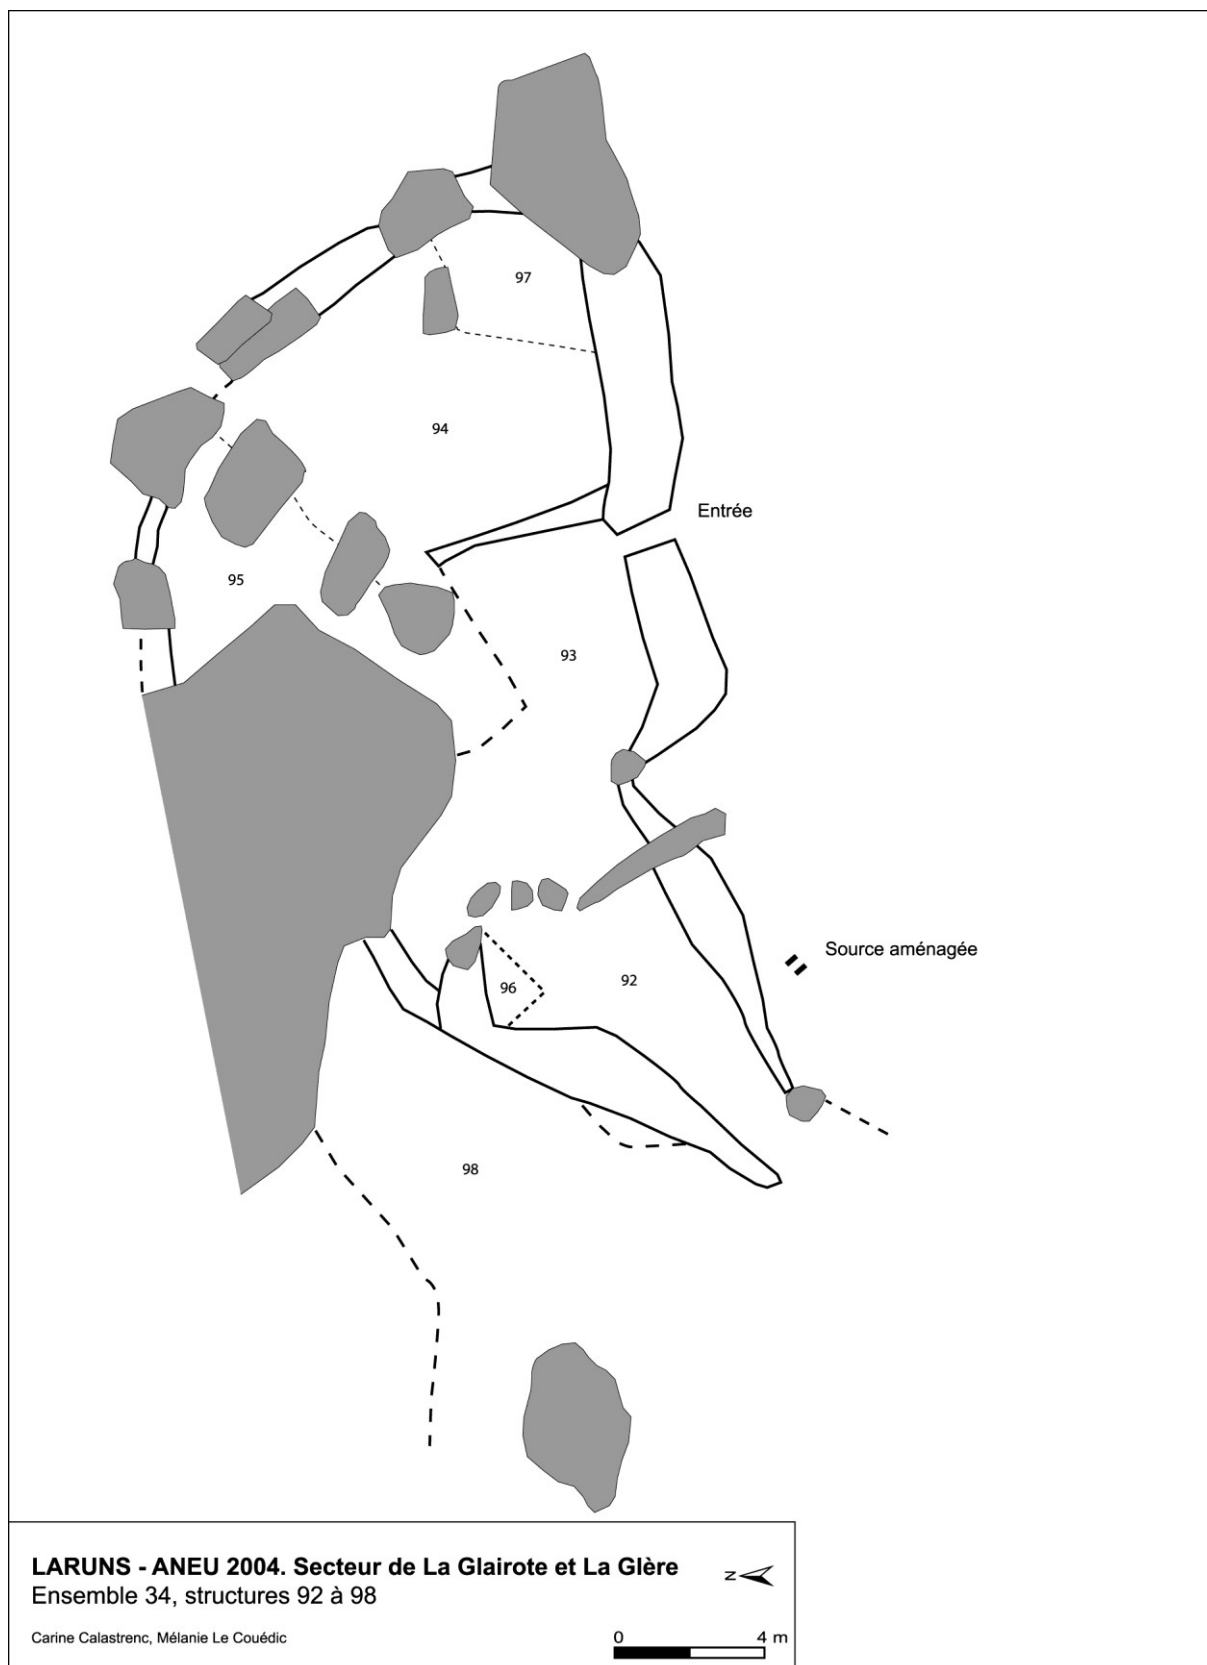 97
94
Entrée
95
93
Source aménagée
96
92
98
LARUNS - ANEU 2004. Secteur de La Glairote et La Glère
Ensemble 34, structures 92 à 98
N
Carine Calastrenc, Mélanie Le Couédic
0 4 m